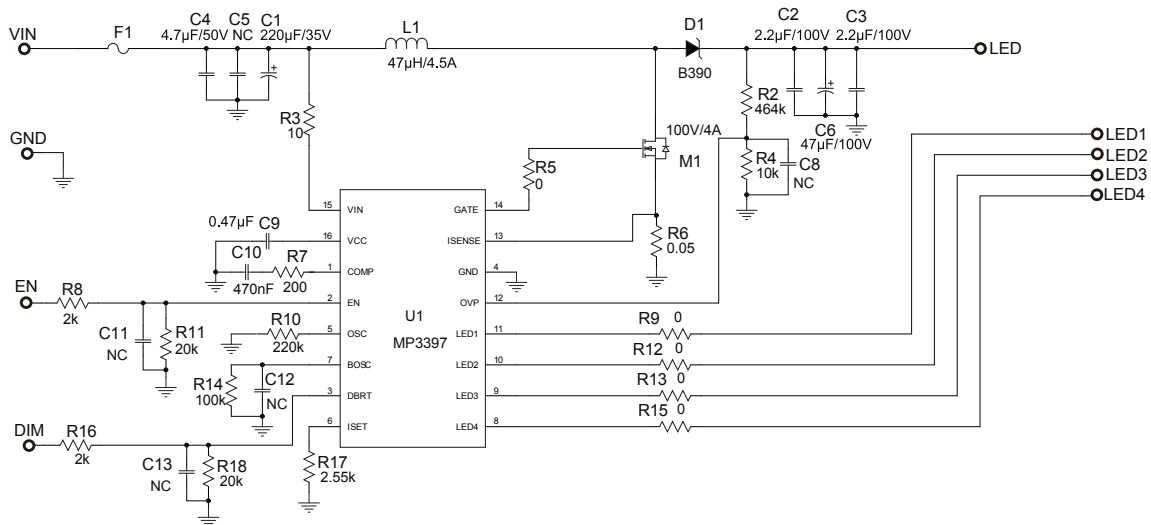 VIN
F1
C4
4.7µF/50V
C5
NC
C1
220µF/35V
L1
47µH/4.5A
D1
B390
C2
2.2µF/100V
C3
2.2µF/100V
LED
R3
10
R2
464k
C6
47µF/100V
GND
100V/4A
M1
R5
0
R4
10k
C8
NC
LED1
LED2
LED3
LED4
15 VIN GATE 14
0.47µF C9
16 VCC ISENSE 13
R6
0.05
C10
470nF
R7
200
1 COMP GND 4
EN
R8
2k
2 EN OVP 12
U1
MP3397
C11
NC
R11
20k
R10
220k
5 OSC LED1 11
R9 0
7 BOSC LED2 10
R12 0
R14
100k
C12
NC
3 DBRT LED3 9
R13 0
6 ISET LED4 8
R15 0
DIM
R16
2k
C13
NC
R18
20k
R17
2.55k